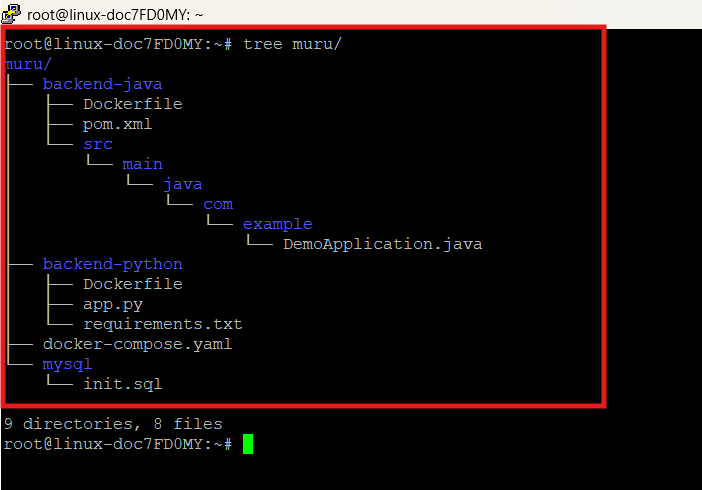 root@linux-doc7FD0MY: ~
root@linux-doc7FD0MY:~# tree muru/
muru/
├── backend-java
│   ├── Dockerfile
│   ├── pom.xml
│   └── src
│       └── main
│           └── java
│               └── com
│                   └── example
│                       └── DemoApplication.java
├── backend-python
│   ├── Dockerfile
│   ├── app.py
│   └── requirements.txt
├── docker-compose.yaml
└── mysql
    └── init.sql
9 directories, 8 files
root@linux-doc7FD0MY:~#